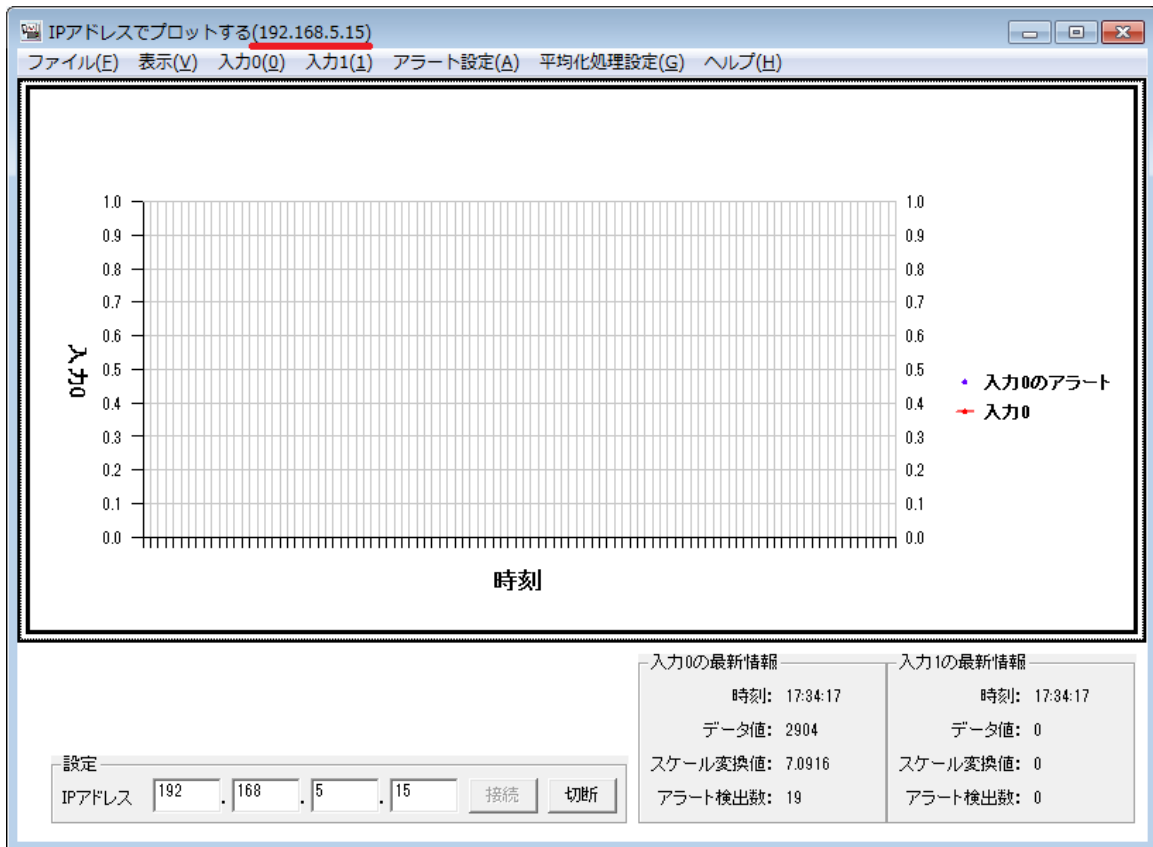 IPアドレスでプロットする(192.168.5.15)
ファイル(F) 表示(V) 入力0(0) 入力1(1) アラート設定(A) 平均化処理設定(G) ヘルプ(H)
1.0 1.0
0.9 0.9
0.8 0.8
0.7 0.7
0.6 0.6
0.5 0.5
0.4 0.4
0.3 0.3
0.2 0.2
0.1 0.1
0.0 0.0
入力0
時刻
入力0のアラート
入力0
設定
IPアドレス 192 . 168 . 5 . 15 接続 切断
入力0の最新情報
時刻: 17:34:17
データ値: 2904
スケール変換値: 7.0916
アラート検出数: 19
入力1の最新情報
時刻: 17:34:17
データ値: 0
スケール変換値: 0
アラート検出数: 0